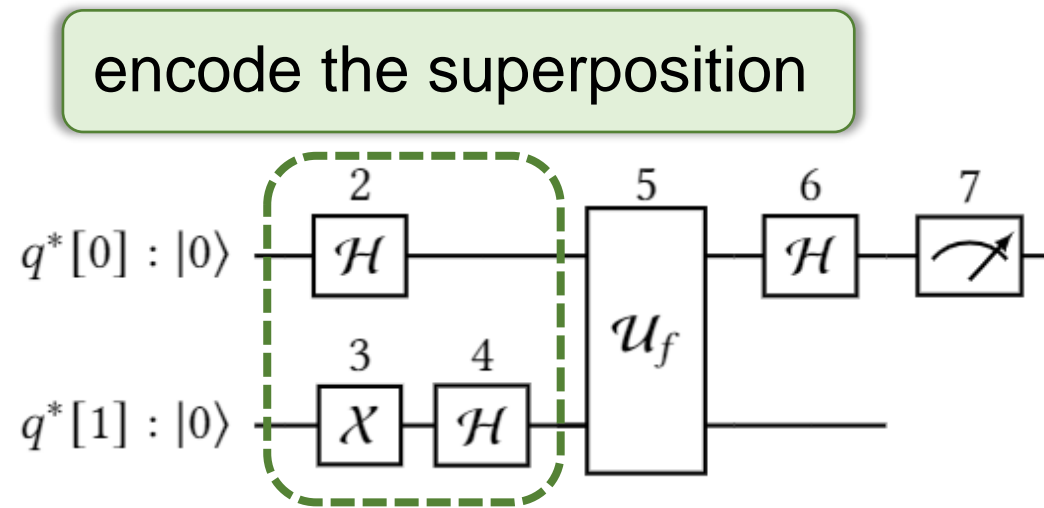 encode the superposition
2 5 6 7
q*[0] : |0⟩ H H
U_f
3 4
q*[1] : |0⟩ X H